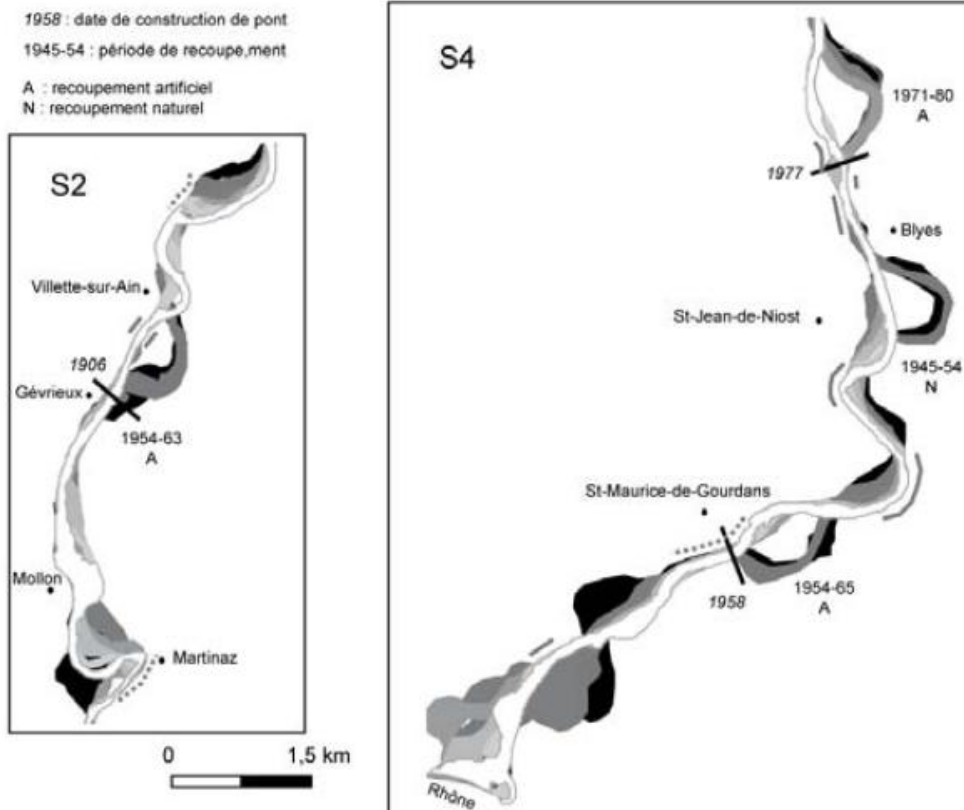 1958 : date de construction de pont
1945-54 : période de recoupe,ment
A : recoupement artificiel
N : recoupement naturel
S2
Villette-sur-Ain
1906
Gévrieux
1954-63
A
Mollon
Martinaz
0 1,5 km
S4
1971-80
A
1977
Blyes
St-Jean-de-Niost
1945-54
N
St-Maurice-de-Gourdans
1958
1954-65
A
Rhône